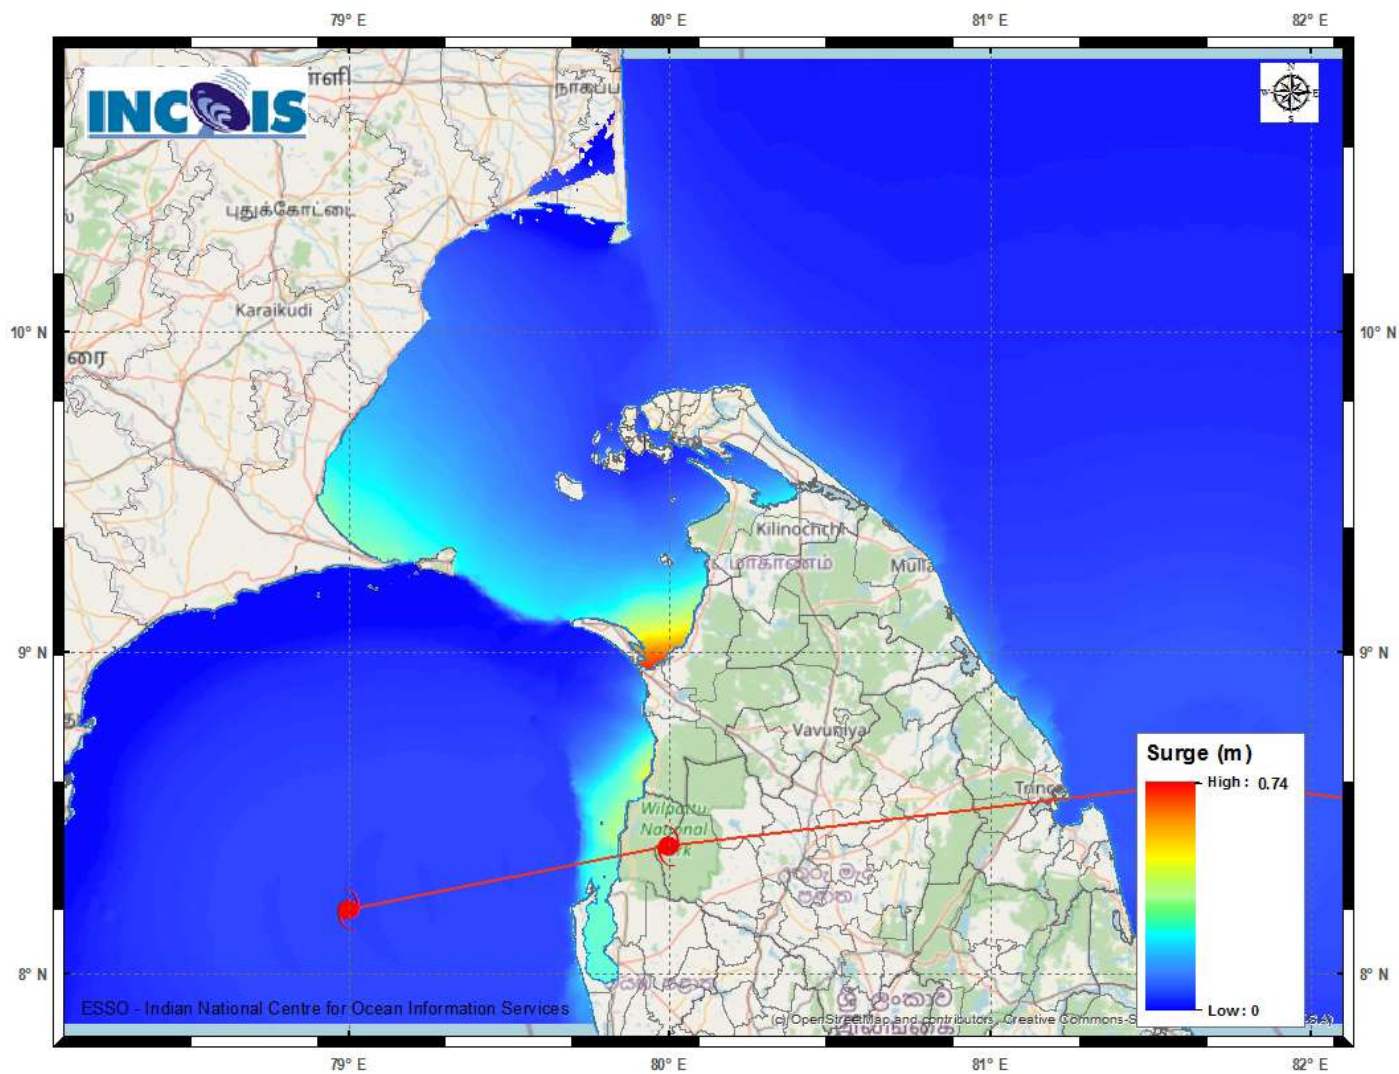 79° E 80° E 81° E 82° E
INCOIS
நாகப்ப
N
W E
S
புதுக்கோட்டை
Karaikudi
10° N 10° N
Kilinochchi
மாகாணம்
Mulla
9° N 9° N
Vavuniya
Surge (m)
High : 0.74
Low : 0
Trinco
Wilpattu
National
Park
8° N 8° N
ESSO - Indian National Centre for Ocean Information Services
(c) OpenStreetMap and contributors, Creative Commons-S
79° E 80° E 81° E 82° E